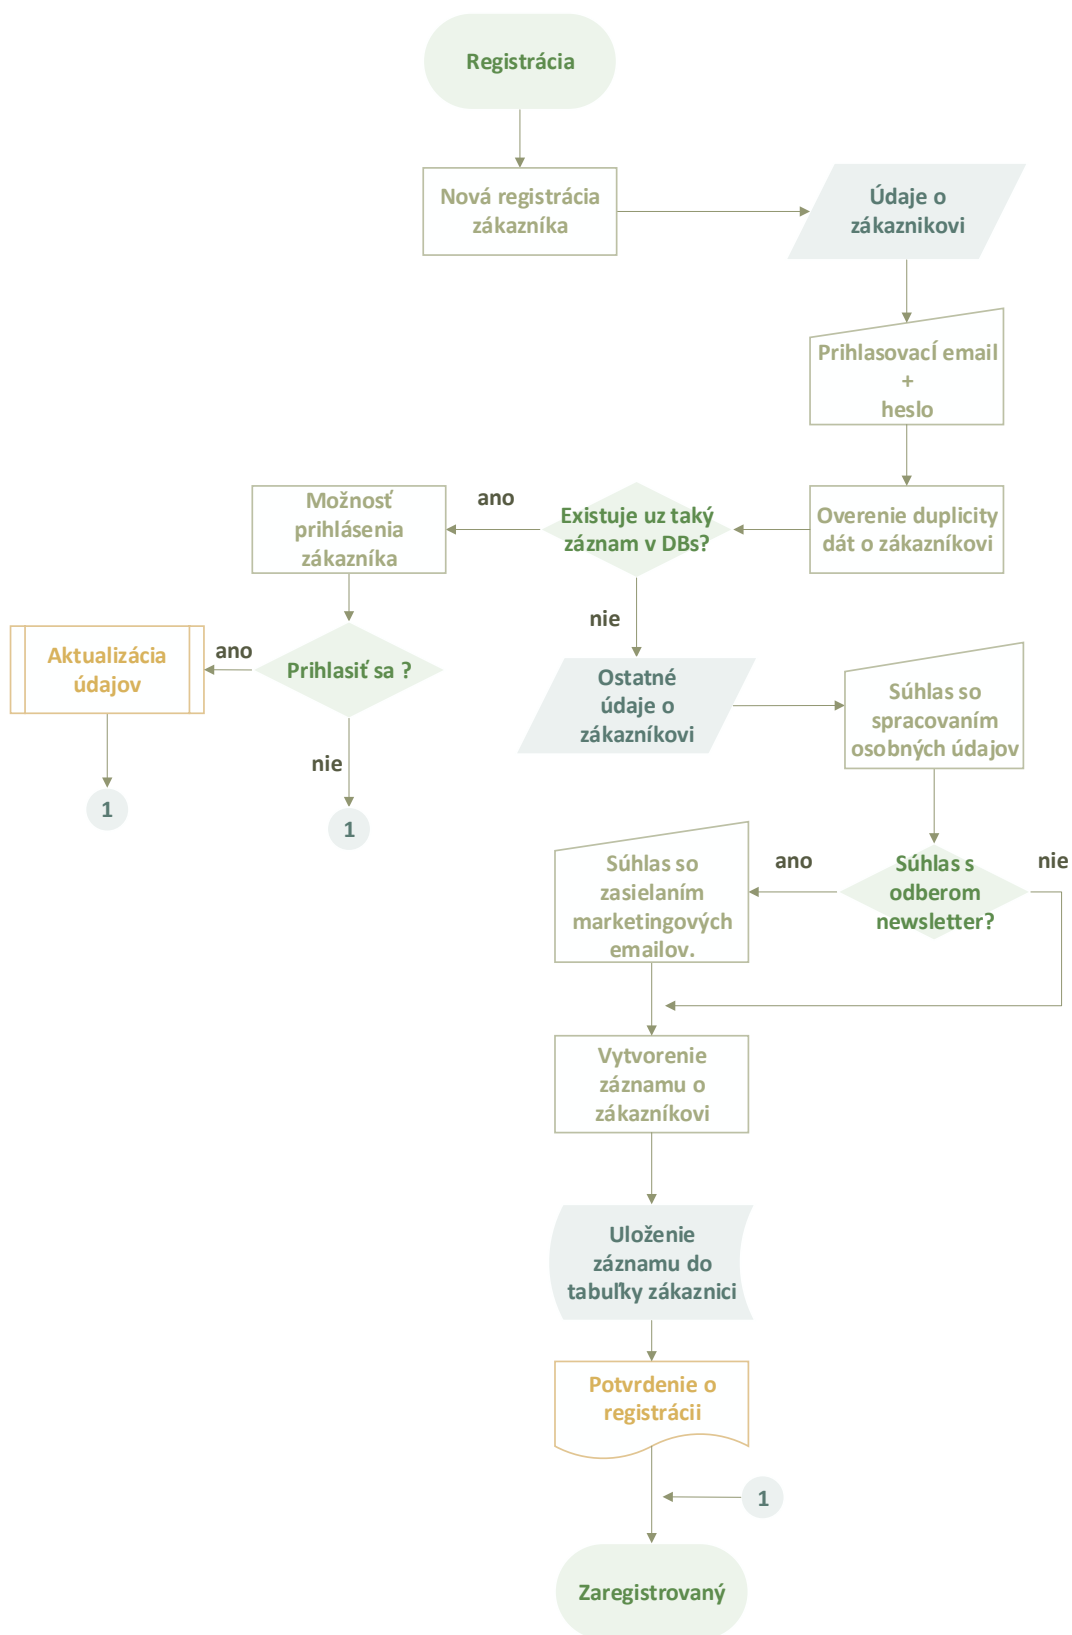 Registrácia
Nová registrácia
zákazníka
Údaje o
zákaznikovi
PrihlasovacÍ email
+
heslo
Overenie duplicity
dát o zákazníkovi
Existuje uz taký
záznam v DBs?
ano
Možnosť
prihlásenia
zákazníka
nie
Prihlasiť sa ?
ano
Aktualizácia
údajov
1
nie
1
Ostatné
údaje o
zákazníkovi
Súhlas so
spracovaním
osobných údajov
Súhlas s
odberom
newsletter?
ano
nie
Súhlas so
zasielaním
marketingových
emailov.
Vytvorenie
záznamu o
zákazníkovi
Uloženie
záznamu do
tabuľky zákaznici
Potvrdenie o
registrácii
1
Zaregistrovaný